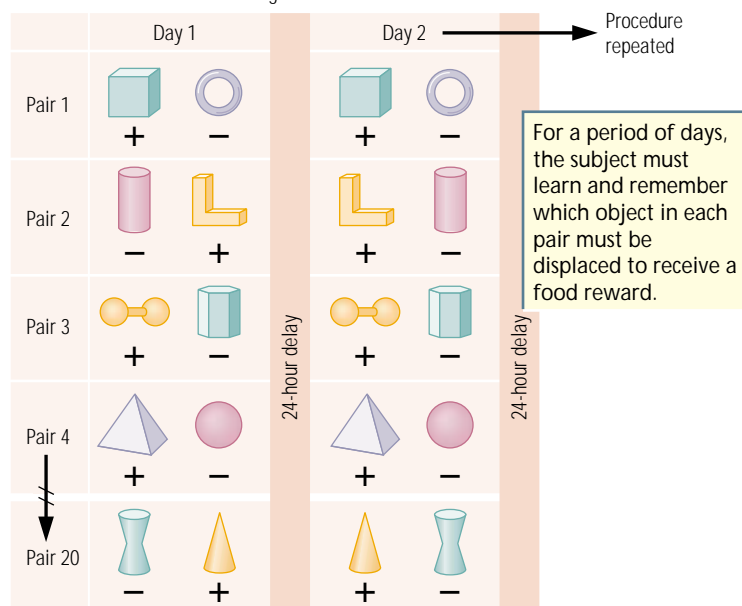 Day 1
Day 2
Procedure
repeated
Pair 1
+ −
+ −
For a period of days,
the subject must
learn and remember
which object in each
pair must be
displaced to receive a
food reward.
Pair 2
− +
+ −
Pair 3
+ −
+ −
24-hour delay
24-hour delay
Pair 4
+ −
+ −
Pair 20
− +
+ −